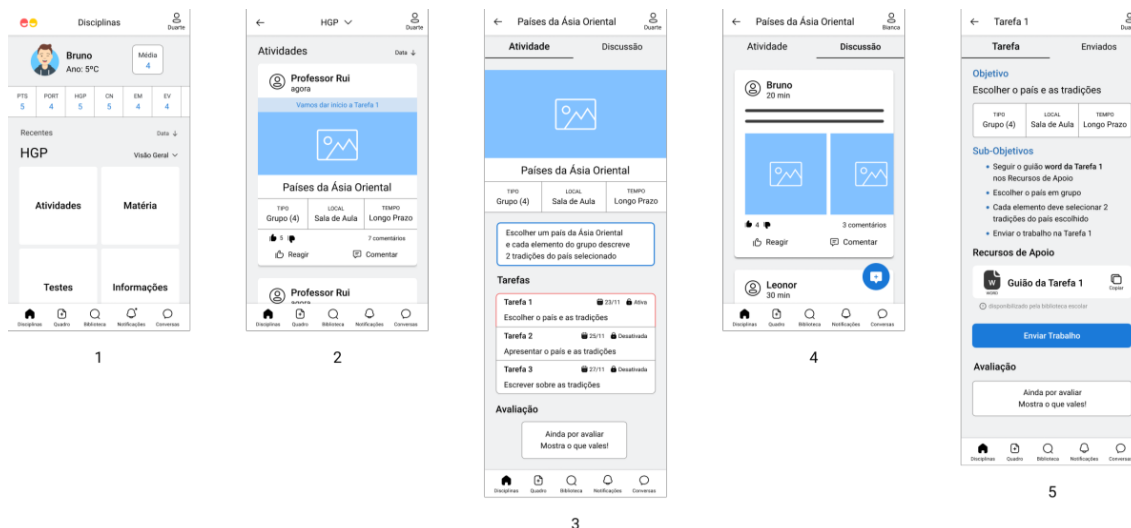 Disciplinas
Duarte
Bruno
Ano: 5ºC
Média
4
PTS PORT HGP CN EM EV
5 4 5 5 4 4
Recentes
Data ↓
HGP
Visão Geral
Atividades
Matéria
Testes
Informações
Disciplinas Quadro Biblioteca Notificações Conversas
1
← HGP
Duarte
Atividades
Data ↓
Professor Rui
agora
Vamos dar início a Tarefa 1
Países da Ásia Oriental
TIPO LOCAL TEMPO
Grupo (4) Sala de Aula Longo Prazo
5
7 comentários
Reagir
Comentar
Professor Rui
agora
Disciplinas Quadro Biblioteca Notificações Conversas
2
← Países da Ásia Oriental
Duarte
Atividade
Discussão
Países da Ásia Oriental
TIPO LOCAL TEMPO
Grupo (4) Sala de Aula Longo Prazo
Escolher um país da Ásia Oriental
e cada elemento do grupo descreve
2 tradições do país selecionado
Tarefas
Tarefa 1 23/11 Ativa
Escolher o país e as tradições
Tarefa 2 25/11 Desativada
Apresentar o país e as tradições
Tarefa 3 27/11 Desativada
Escrever sobre as tradições
Avaliação
Ainda por avaliar
Mostra o que vales!
Disciplinas Quadro Biblioteca Notificações Conversas
3
← Países da Ásia Oriental
Bianca
Atividade
Discussão
Bruno
20 min
4
3 comentários
Reagir
Comentar
Leonor
30 min
Disciplinas Quadro Biblioteca Notificações Conversas
4
← Tarefa 1
Tarefa
Enviados
Objetivo
Escolher o país e as tradições
TIPO LOCAL TEMPO
Grupo (4) Sala de Aula Longo Prazo
Sub-Objetivos
• Seguir o guião word da Tarefa 1
nos Recursos de Apoio
• Escolher o país em grupo
• Cada elemento deve selecionar 2
tradições do país escolhido
• Enviar o trabalho na Tarefa 1
Recursos de Apoio
W
WORD
Guião da Tarefa 1
Copiar
disponibilizado pela biblioteca escolar
Enviar Trabalho
Avaliação
Ainda por avaliar
Mostra o que vales!
Disciplinas Quadro Biblioteca Notificações
5